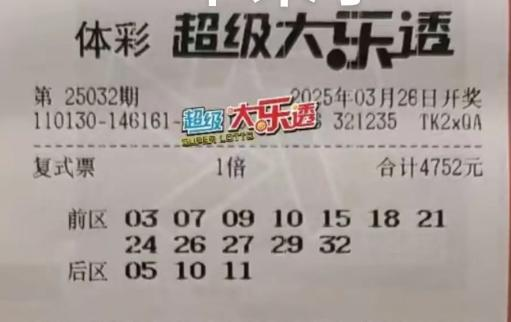 体彩 超级大乐透
第 25032期 2025年03月26日开奖
110130-146161- 321235 TK2xQA
超级大乐透
SUPER LOTTO
复式票 1倍 合计4752元
前区 03 07 09 10 15 18 21
24 26 27 29 32
后区 05 10 11